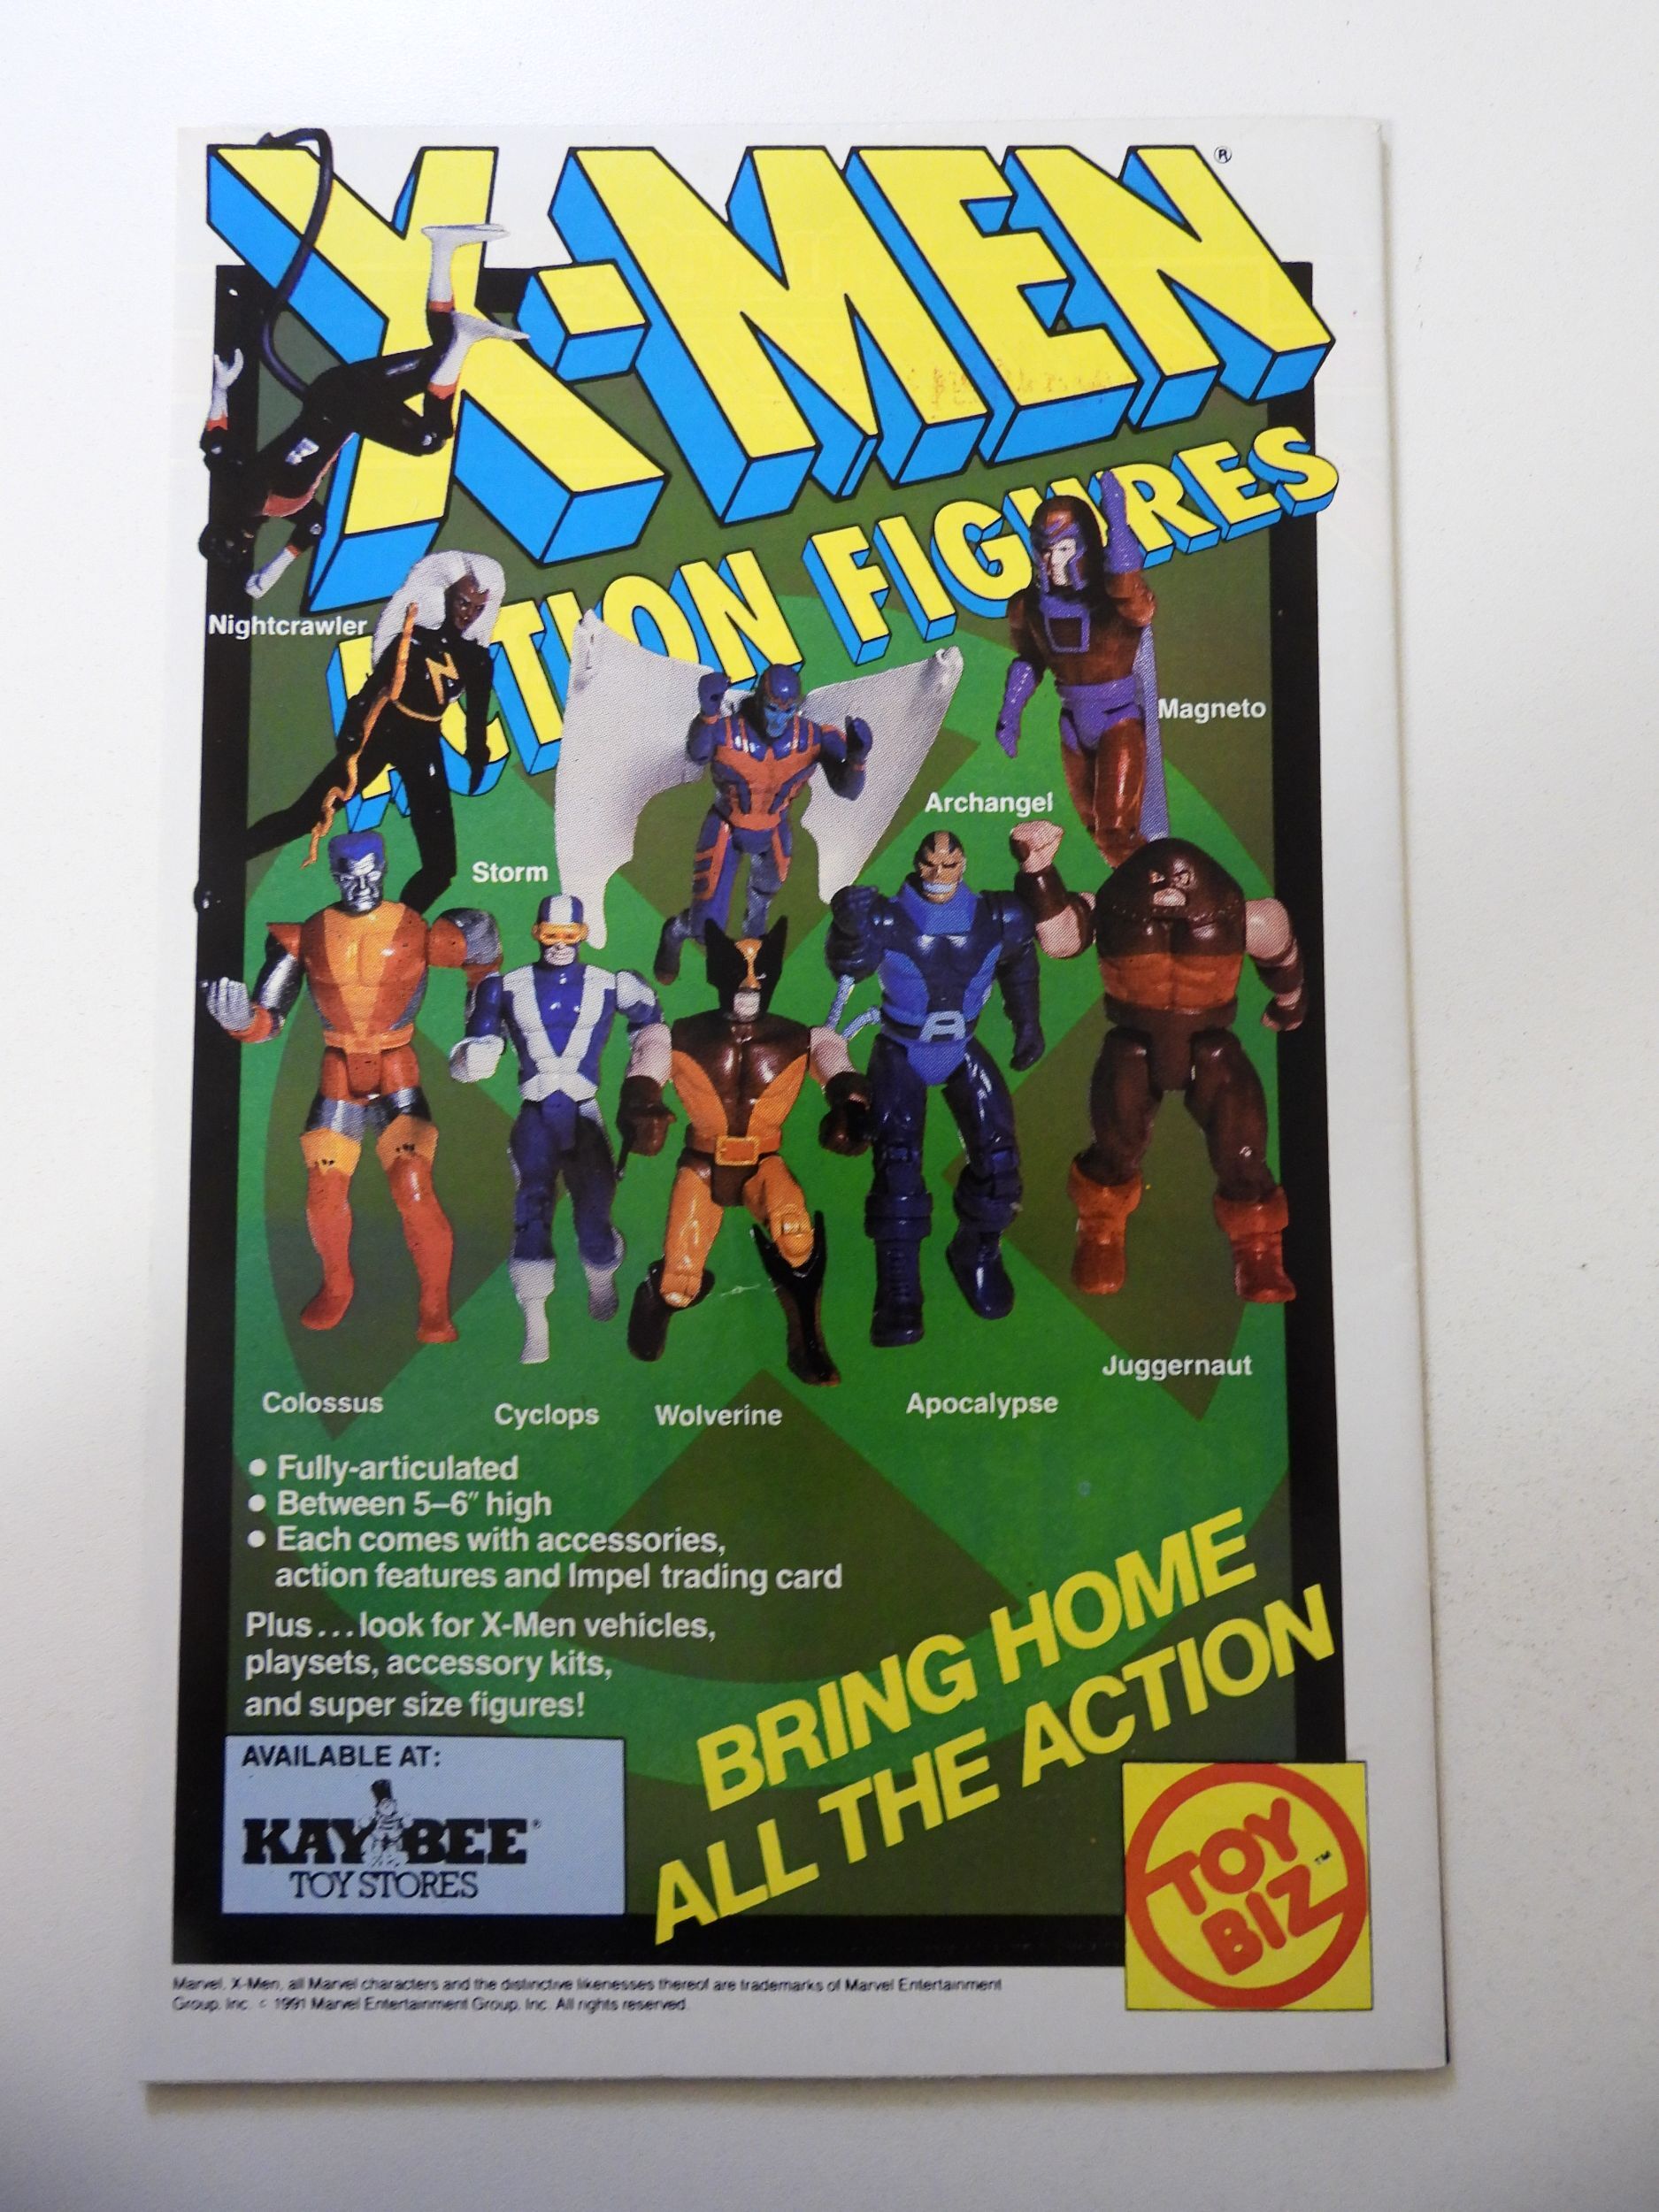 X-MEN®
ACTION FIGURES
Nightcrawler
Magneto
Archangel
Storm
Juggernaut
Colossus
Cyclops
Wolverine
Apocalypse
● Fully-articulated
● Between 5–6″ high
● Each comes with accessories,
action features and Impel trading card
Plus...look for X-Men vehicles,
playsets, accessory kits,
and super size figures!
BRING HOME
ALL THE ACTION
AVAILABLE AT:
KAY BEE®
TOY STORES
TOY
BIZ™
Marvel, X-Men, all Marvel characters and the distinctive likenesses thereof are trademarks of Marvel Entertainment
Group, Inc. © 1991 Marvel Entertainment Group, Inc. All rights reserved.